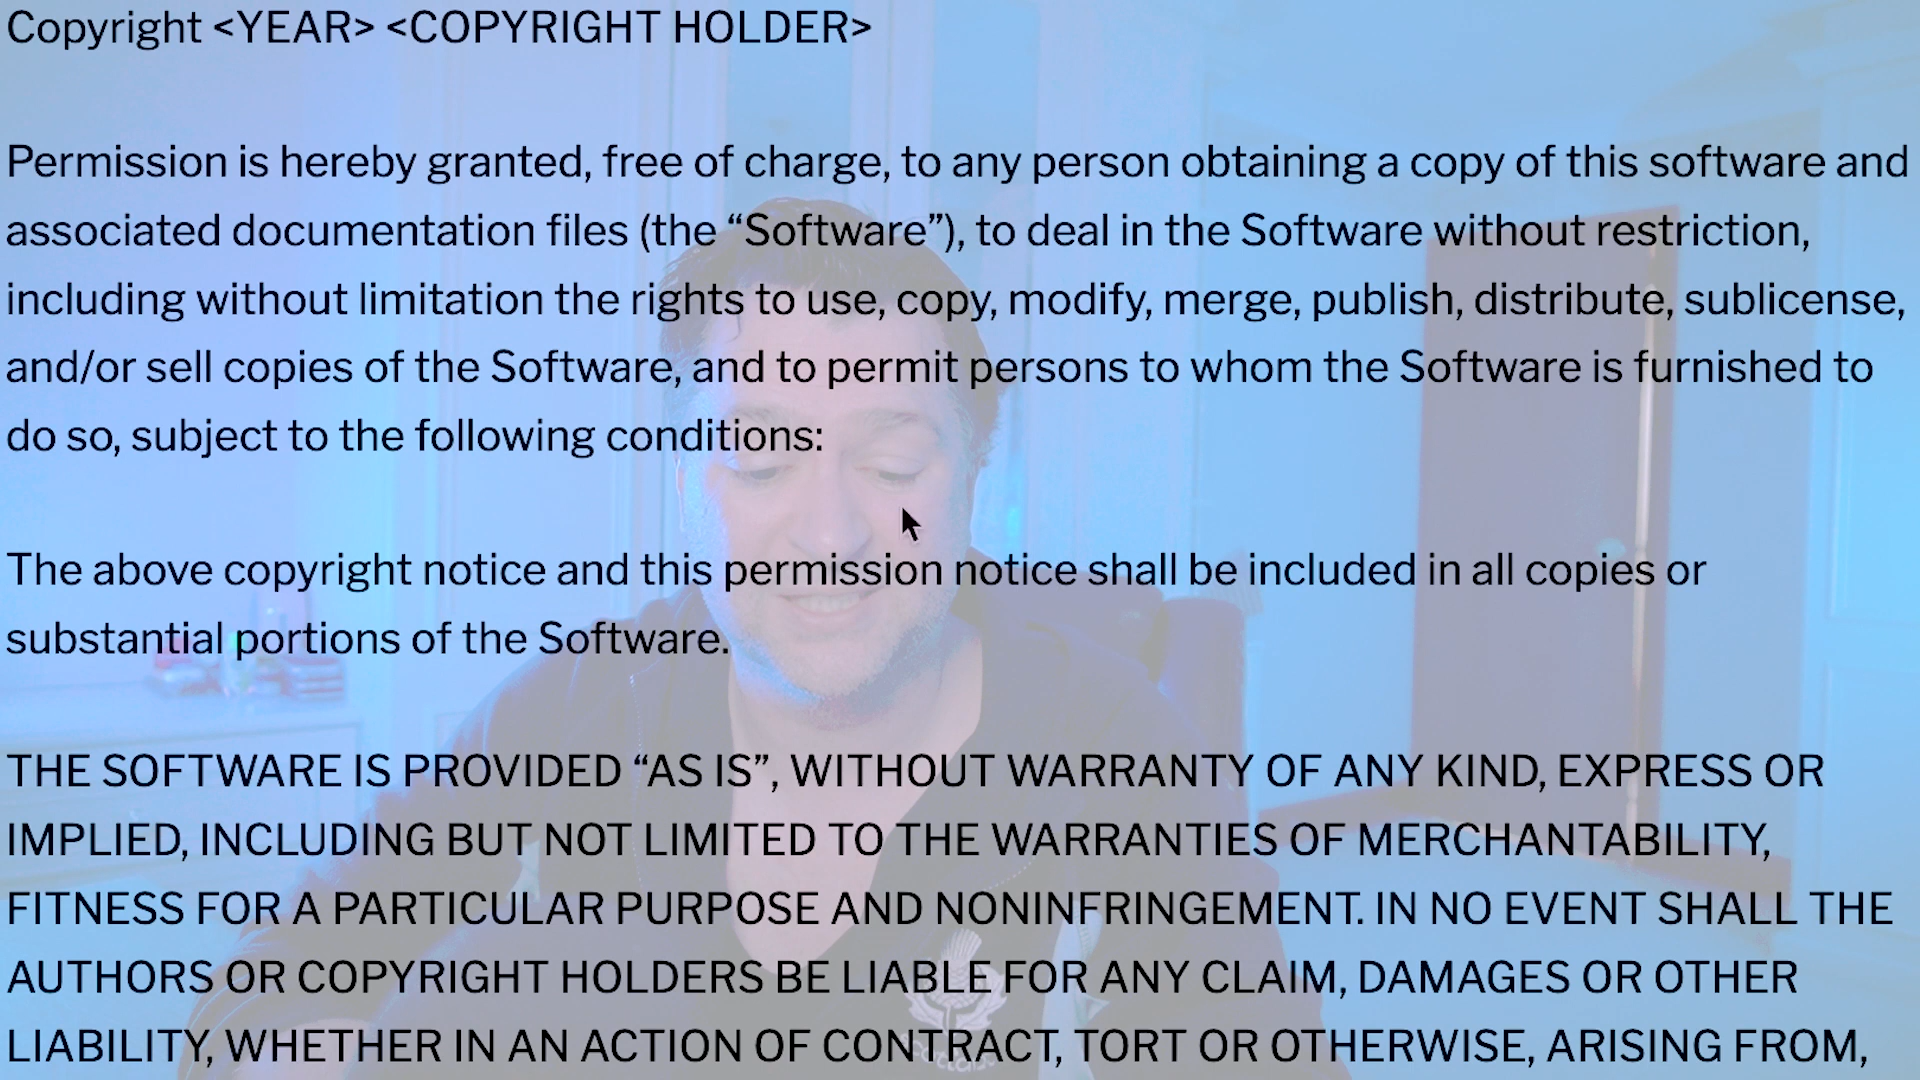 Copyright <YEAR> <COPYRIGHT HOLDER>
Permission is hereby granted, free of charge, to any person obtaining a copy of this software and
associated documentation files (the “Software”), to deal in the Software without restriction,
including without limitation the rights to use, copy, modify, merge, publish, distribute, sublicense,
and/or sell copies of the Software, and to permit persons to whom the Software is furnished to
do so, subject to the following conditions:
The above copyright notice and this permission notice shall be included in all copies or
substantial portions of the Software.
THE SOFTWARE IS PROVIDED “AS IS”, WITHOUT WARRANTY OF ANY KIND, EXPRESS OR
IMPLIED, INCLUDING BUT NOT LIMITED TO THE WARRANTIES OF MERCHANTABILITY,
FITNESS FOR A PARTICULAR PURPOSE AND NONINFRINGEMENT. IN NO EVENT SHALL THE
AUTHORS OR COPYRIGHT HOLDERS BE LIABLE FOR ANY CLAIM, DAMAGES OR OTHER
LIABILITY, WHETHER IN AN ACTION OF CONTRACT, TORT OR OTHERWISE, ARISING FROM,